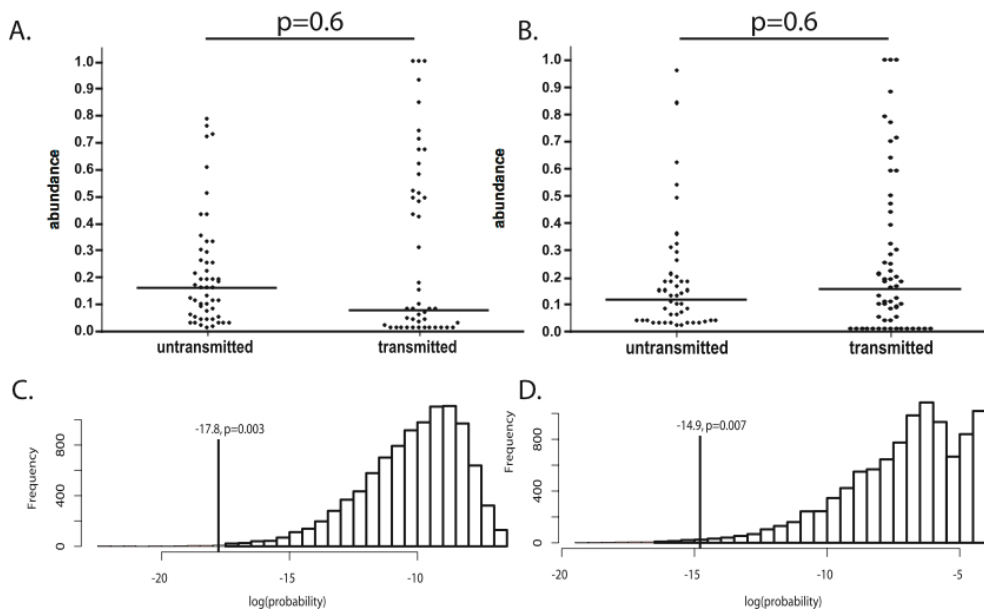 A.
p=0.6
abundance
1.0
0.9
0.8
0.7
0.6
0.5
0.4
0.3
0.2
0.1
0.0
untransmitted transmitted
B.
p=0.6
abundance
1.0
0.9
0.8
0.7
0.6
0.5
0.4
0.3
0.2
0.1
0.0
untransmitted transmitted
C.
-17.8, p=0.003
Frequency
800
400
0
-20 -15 -10
log(probability)
D.
-14.9, p=0.007
Frequency
800
400
0
-20 -15 -10 -5
log(probability)